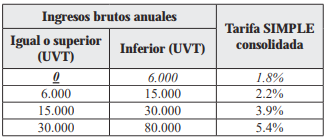 Ingresos brutos anuales
Tarifa SIMPLE
consolidada
Igual o superior
(UVT)
Inferior (UVT)
0 6.000 1.8%
6.000 15.000 2.2%
15.000 30.000 3.9%
30.000 80.000 5.4%